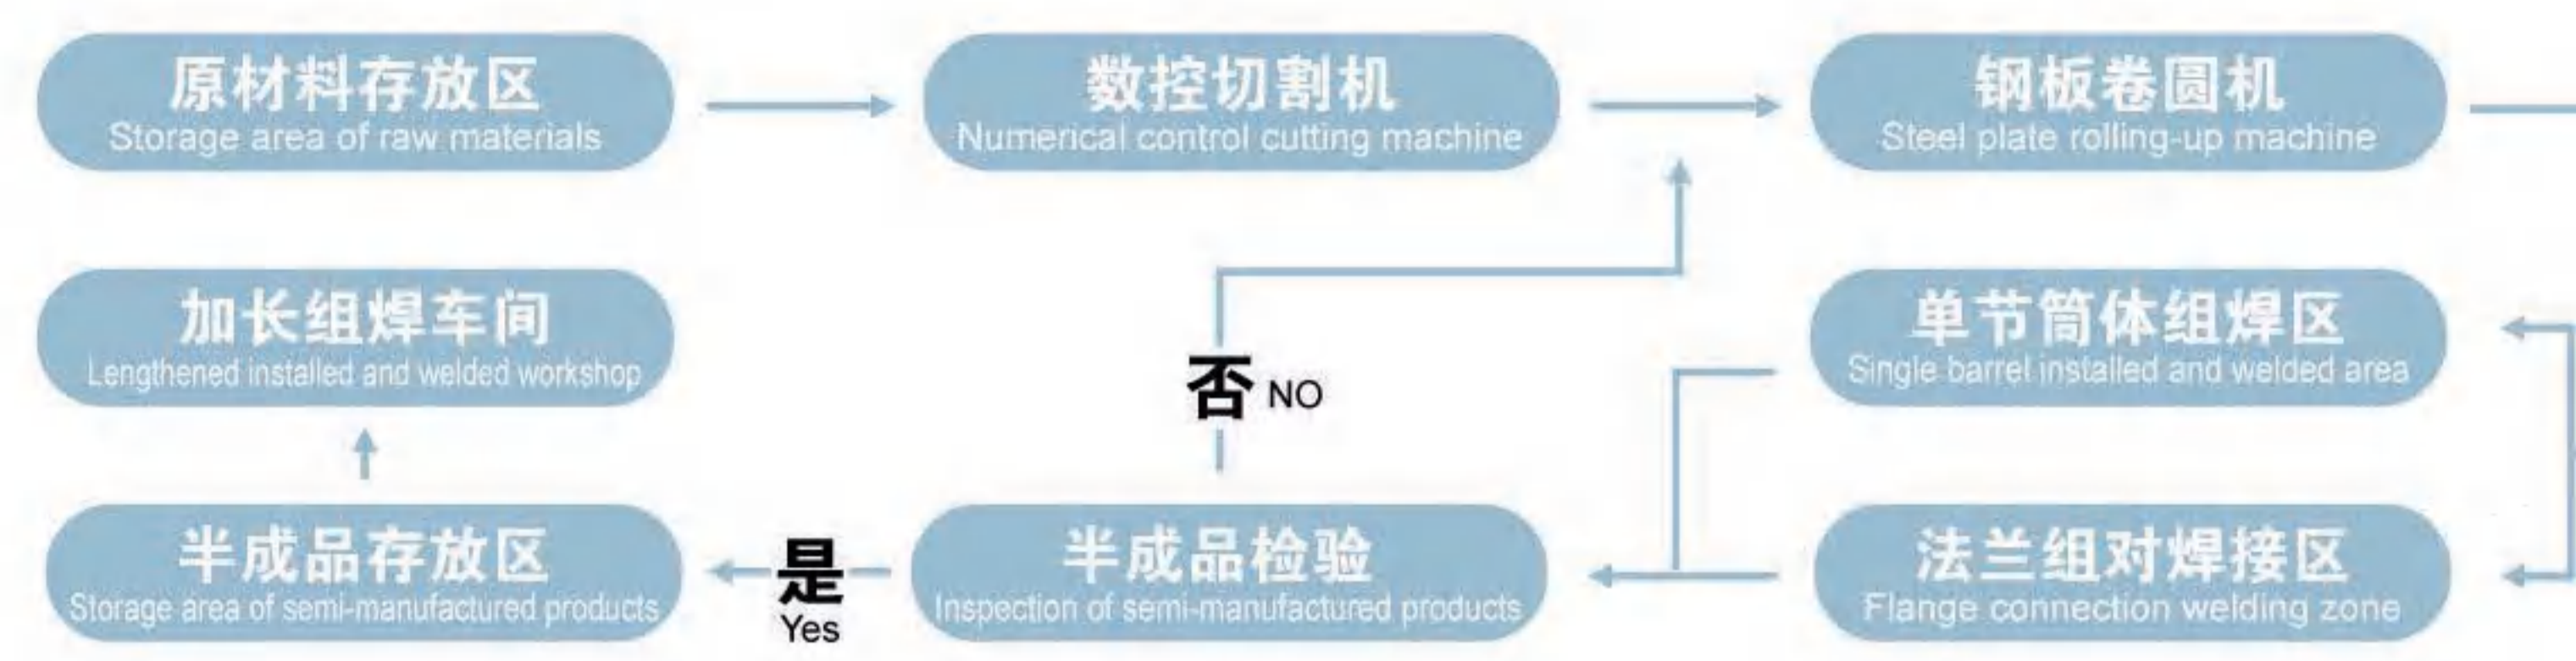 原材料存放区
Storage area of raw materials
数控切割机
Numerical control cutting machine
钢板卷圆机
Steel plate rolling-up machine
加长组焊车间
Lengthened installed and welded workshop
否 NO
单节筒体组焊区
Single barrel installed and welded area
半成品存放区
Storage area of semi-manufactured products
是
Yes
半成品检验
Inspection of semi-manufactured products
法兰组对焊接区
Flange connection welding zone